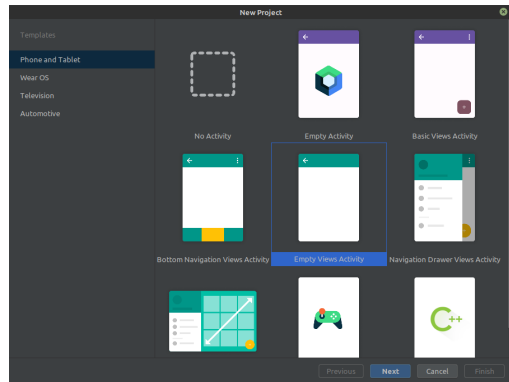 New Project
Templates
Phone and Tablet
Wear OS
Television
Automotive
No Activity
Empty Activity
Basic Views Activity
Bottom Navigation Views Activity
Empty Views Activity
Navigation Drawer Views Activity
C++
Previous
Next
Cancel
Finish